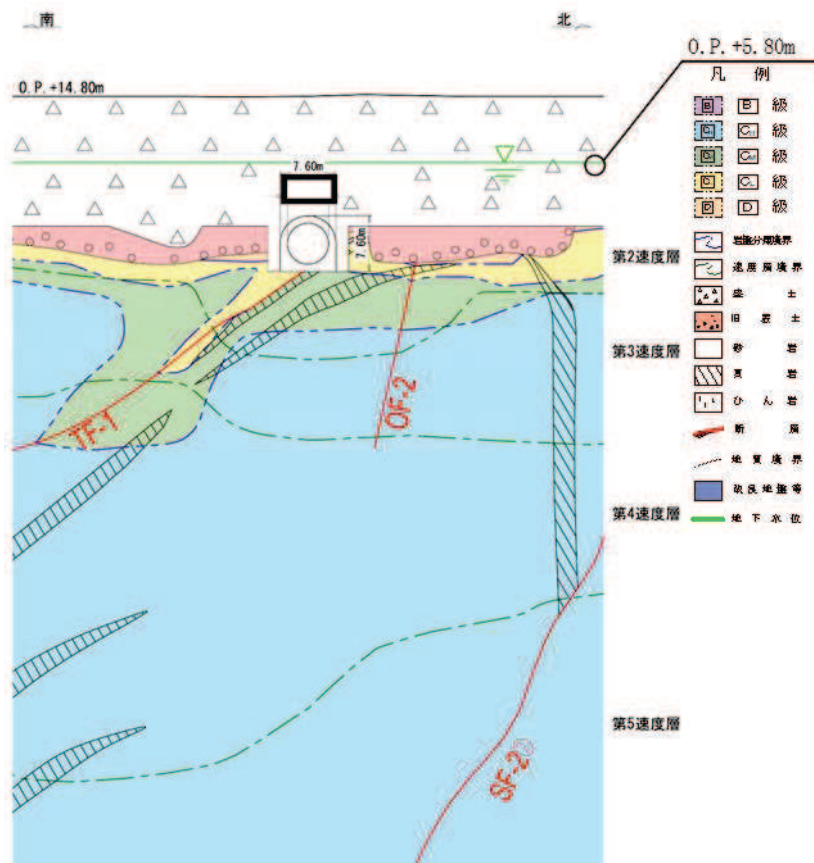 南
北
O.P.+5.80m
O.P.+14.80m
凡 例
B B 級
C_H 級
C_M 級
C_L C_L 級
D D 級
7.60m
7.60m
岩盤分類境界
速度層境界
盛 土
旧 表 土
砂 岩
頁 岩
ひ ん 岩
断 層
地 質 境 界
改 良 地 盤 等
地 下 水 位
第2速度層
第3速度層
第4速度層
第5速度層
TF-1
OF-2
SF-2